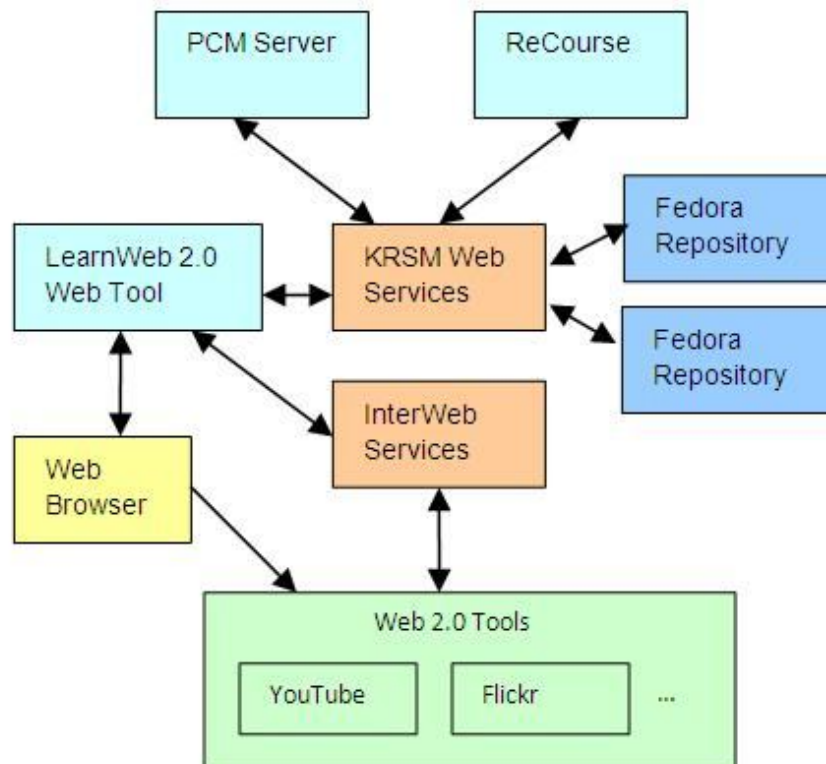 PCM Server
ReCourse
Fedora
Repository
LearnWeb 2.0
Web Tool
KRSM Web
Services
Fedora
Repository
InterWeb
Services
Web
Browser
Web 2.0 Tools
YouTube
Flickr
...